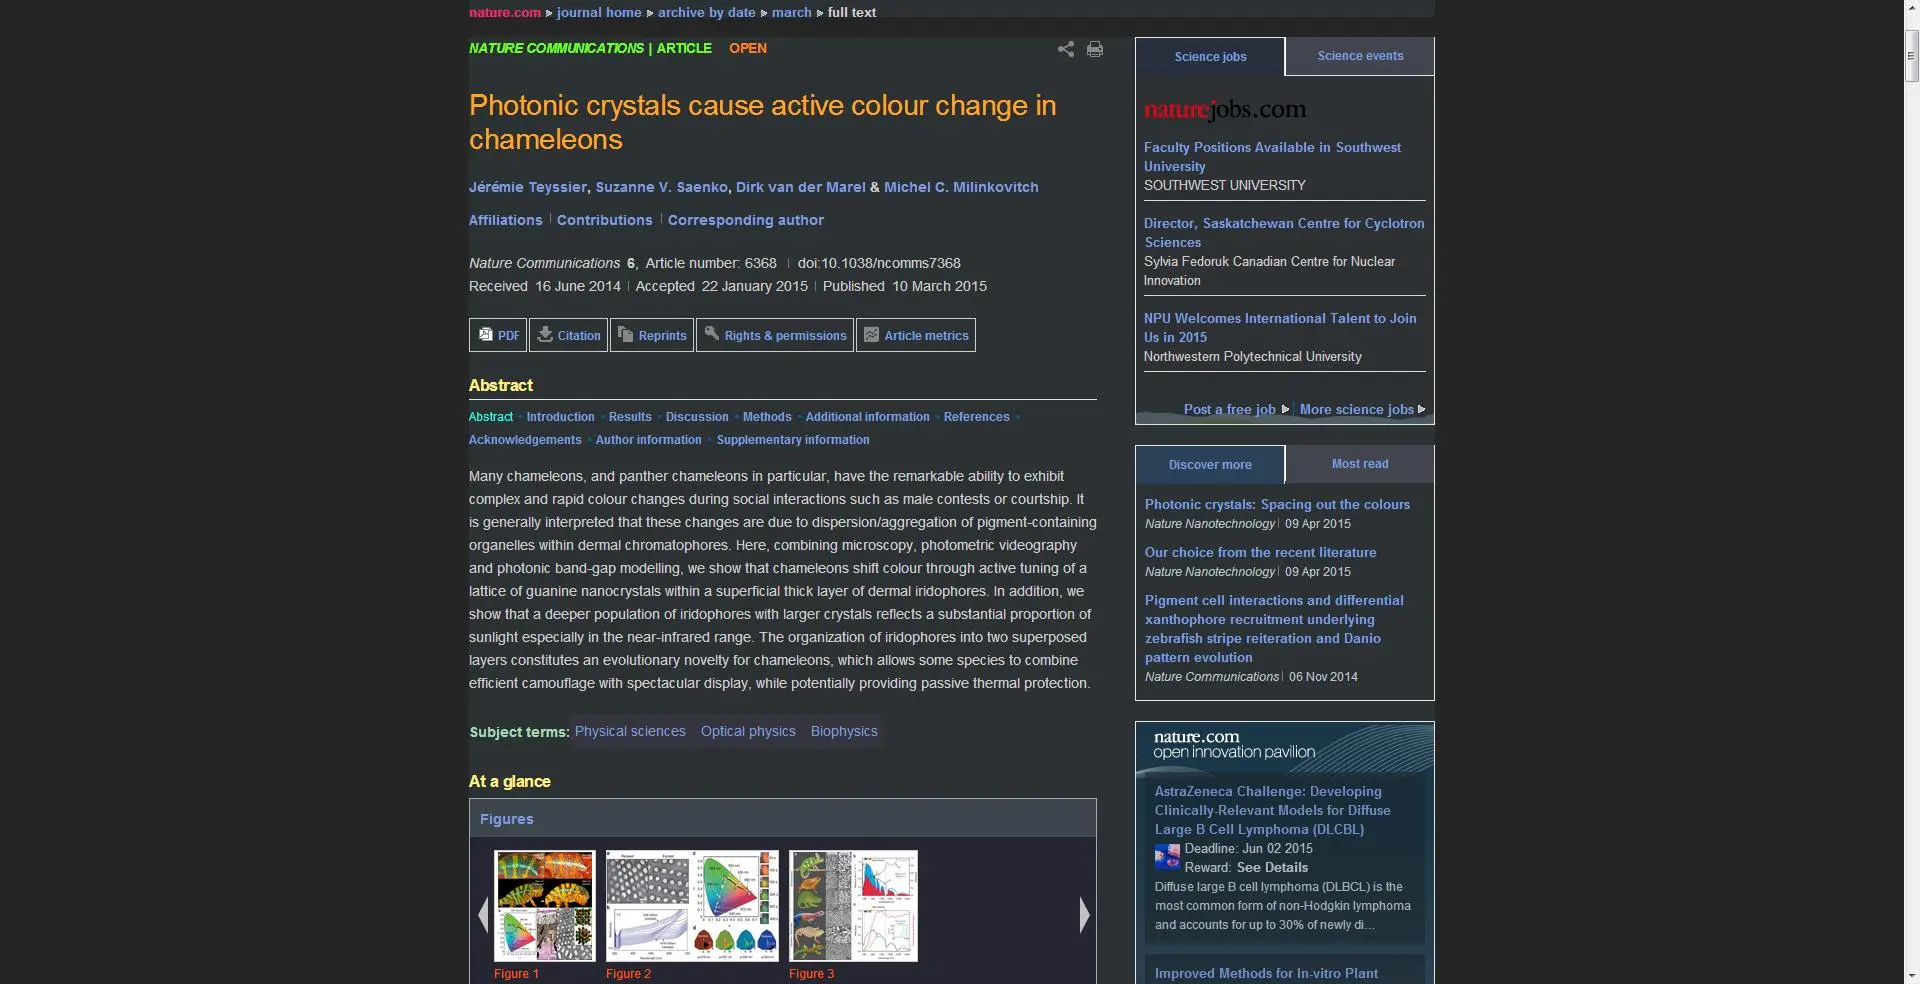 nature.com ▸ journal home ▸ archive by date ▸ march ▸ full text
NATURE COMMUNICATIONS | ARTICLE OPEN
Photonic crystals cause active colour change in
chameleons
Jérémie Teyssier, Suzanne V. Saenko, Dirk van der Marel & Michel C. Milinkovitch
Affiliations | Contributions | Corresponding author
Nature Communications 6, Article number: 6368 | doi:10.1038/ncomms7368
Received 16 June 2014 | Accepted 22 January 2015 | Published 10 March 2015
PDF Citation Reprints Rights & permissions Article metrics
Abstract
Abstract • Introduction • Results • Discussion • Methods • Additional information • References •
Acknowledgements • Author information • Supplementary information
Many chameleons, and panther chameleons in particular, have the remarkable ability to exhibit
complex and rapid colour changes during social interactions such as male contests or courtship. It
is generally interpreted that these changes are due to dispersion/aggregation of pigment-containing
organelles within dermal chromatophores. Here, combining microscopy, photometric videography
and photonic band-gap modelling, we show that chameleons shift colour through active tuning of a
lattice of guanine nanocrystals within a superficial thick layer of dermal iridophores. In addition, we
show that a deeper population of iridophores with larger crystals reflects a substantial proportion of
sunlight especially in the near-infrared range. The organization of iridophores into two superposed
layers constitutes an evolutionary novelty for chameleons, which allows some species to combine
efficient camouflage with spectacular display, while potentially providing passive thermal protection.
Subject terms: Physical sciences Optical physics Biophysics
At a glance
Figures
Figure 1 Figure 2 Figure 3
Science jobs Science events
naturejobs.com
Faculty Positions Available in Southwest
University
SOUTHWEST UNIVERSITY
Director, Saskatchewan Centre for Cyclotron
Sciences
Sylvia Fedoruk Canadian Centre for Nuclear
Innovation
NPU Welcomes International Talent to Join
Us in 2015
Northwestern Polytechnical University
Post a free job ▸ | More science jobs ▸
Discover more Most read
Photonic crystals: Spacing out the colours
Nature Nanotechnology | 09 Apr 2015
Our choice from the recent literature
Nature Nanotechnology | 09 Apr 2015
Pigment cell interactions and differential
xanthophore recruitment underlying
zebrafish stripe reiteration and Danio
pattern evolution
Nature Communications | 06 Nov 2014
nature.com
open innovation pavilion
AstraZeneca Challenge: Developing
Clinically-Relevant Models for Diffuse
Large B Cell Lymphoma (DLCBL)
Deadline: Jun 02 2015
Reward: See Details
Diffuse large B cell lymphoma (DLBCL) is the
most common form of non-Hodgkin lymphoma
and accounts for up to 30% of newly di...
Improved Methods for In-vitro Plant